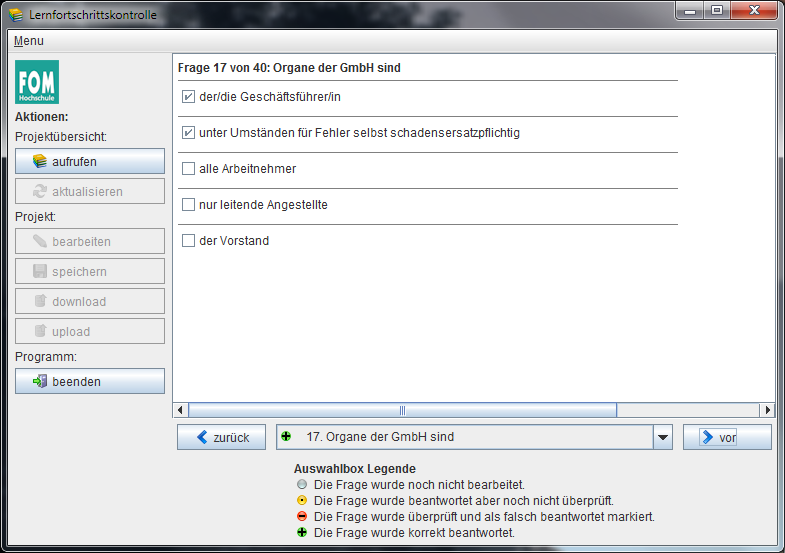 Lernfortschrittskontrolle
Menu
FOM
Hochschule
Aktionen:
Projektübersicht:
aufrufen
aktualisieren
Projekt:
bearbeiten
speichern
download
upload
Programm:
beenden
Frage 17 von 40: Organe der GmbH sind
der/die Geschäftsführer/in
unter Umständen für Fehler selbst schadensersatzpflichtig
alle Arbeitnehmer
nur leitende Angestellte
der Vorstand
zurück
17. Organe der GmbH sind
vor
Auswahlbox Legende
Die Frage wurde noch nicht bearbeitet.
Die Frage wurde beantwortet aber noch nicht überprüft.
Die Frage wurde überprüft und als falsch beantwortet markiert.
Die Frage wurde korrekt beantwortet.